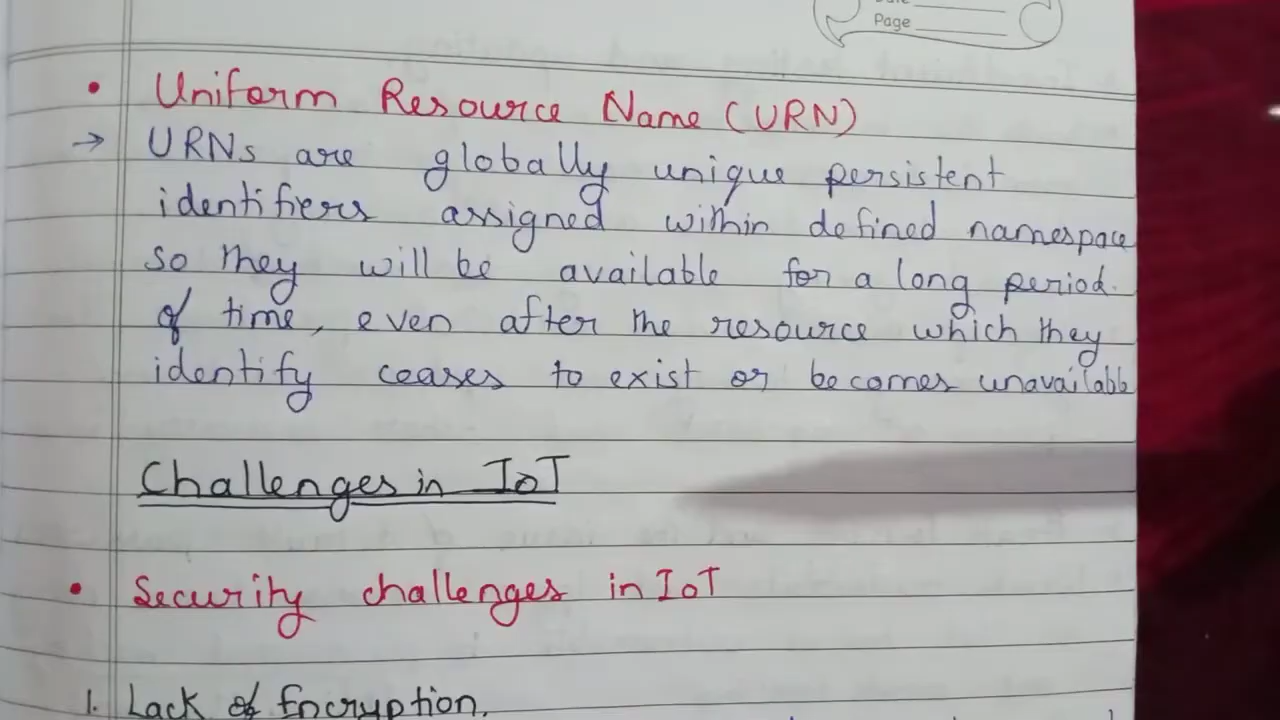 Page
• Uniform Resource Name (URN)
→ URNs are globally unique persistent
identifiers assigned within defined namespace
so they will be available for a long period.
of time, even after the resource which they
identify ceases to exist or becomes unavailable
Challenges in IoT
• Security challenges in IoT
1. Lack of Encryption.